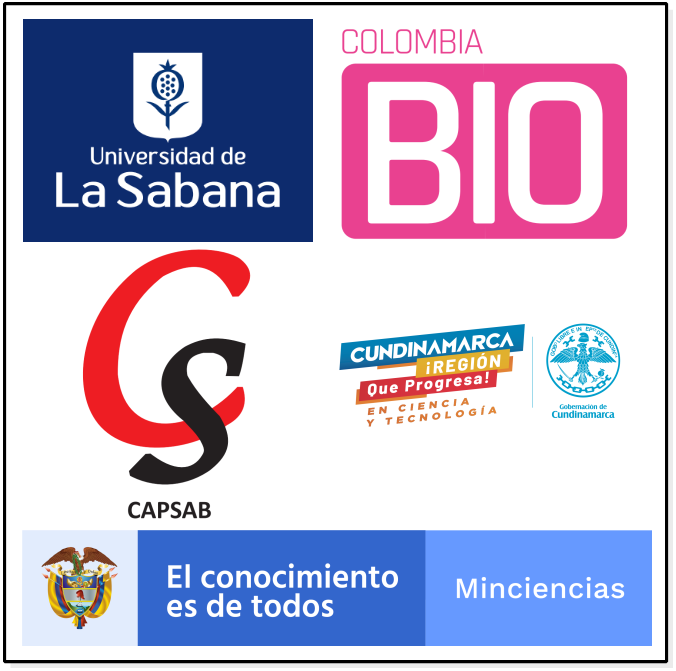 Universidad de
La Sabana
COLOMBIA
BIO
CS
CAPSAB
CUNDINAMARCA
¡REGIÓN
Que Progresa!
EN CIENCIA
Y TECNOLOGÍA
Gobernación de
Cundinamarca
El conocimiento
es de todos
Minciencias